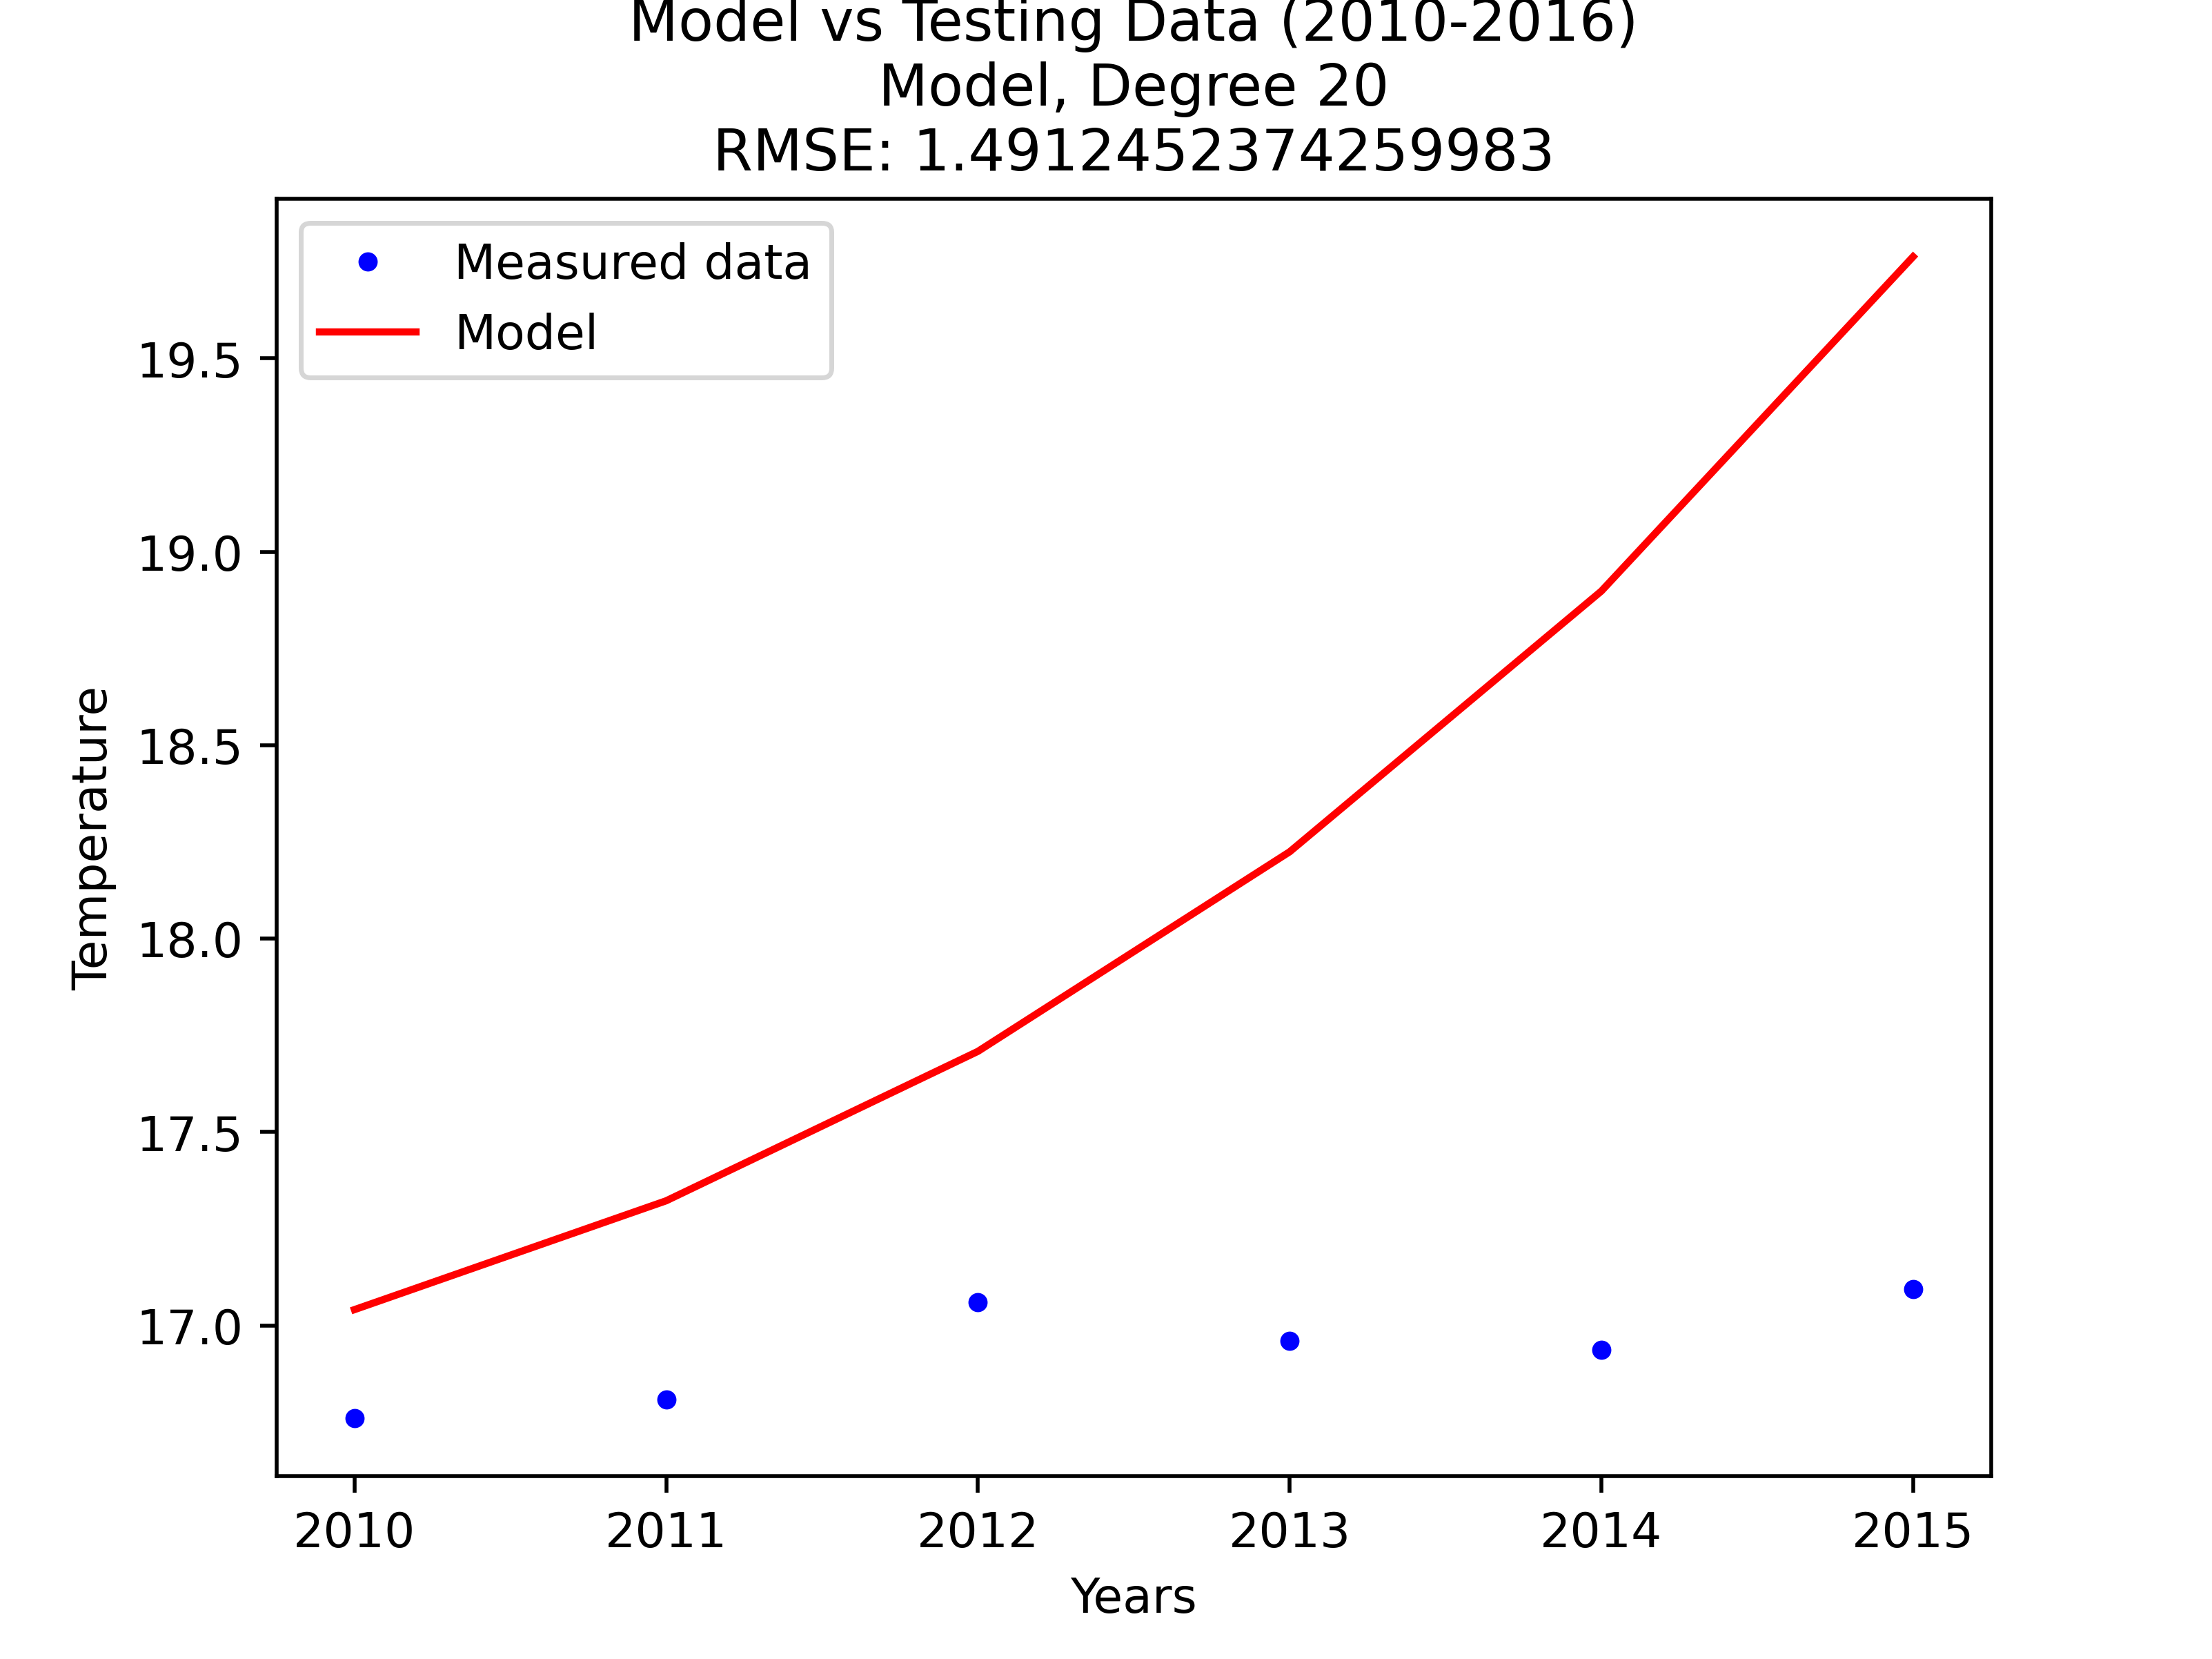 Model vs Testing Data (2010-2016)
Model, Degree 20
RMSE: 1.4912452374259983
Measured data
Model
19.5
19.0
18.5
18.0
17.5
17.0
Temperature
2010 2011 2012 2013 2014 2015
Years